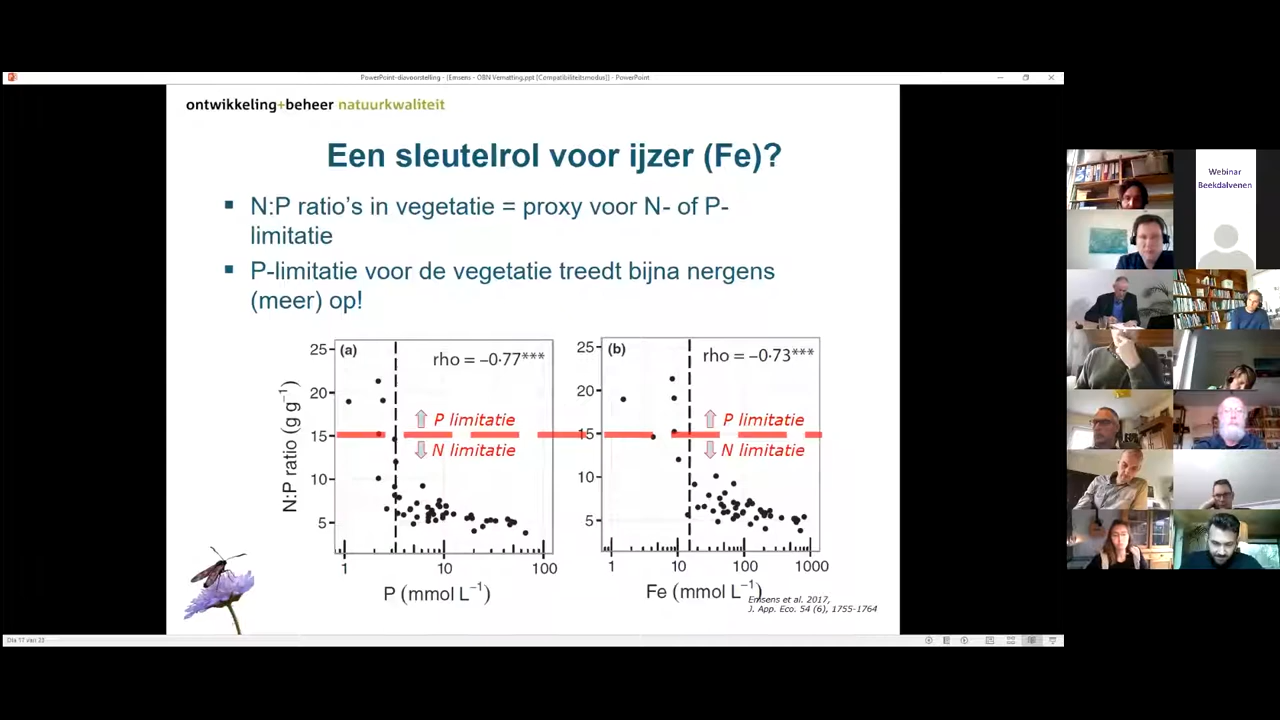 PowerPoint-diavoorstelling - [Emsens - OBN Vernatting.ppt [Compatibiliteitsmodus]] - PowerPoint
ontwikkeling+beheer natuurkwaliteit
Een sleutelrol voor ijzer (Fe)?
N:P ratio's in vegetatie = proxy voor N- of P-
limitatie
P-limitatie voor de vegetatie treedt bijna nergens
(meer) op!
(a)
rho = –0·77***
P limitatie
N limitatie
N:P ratio (g g⁻¹)
25
20
15
10
5
1
10
100
P (mmol L⁻¹)
(b)
rho = –0·73***
P limitatie
N limitatie
25
20
15
10
5
1
10
100
1000
Fe (mmol L⁻¹)
Emsens et al. 2017,
J. App. Eco. 54 (6), 1755-1764
Dia 17 van 23
Webinar
Beekdalvenen